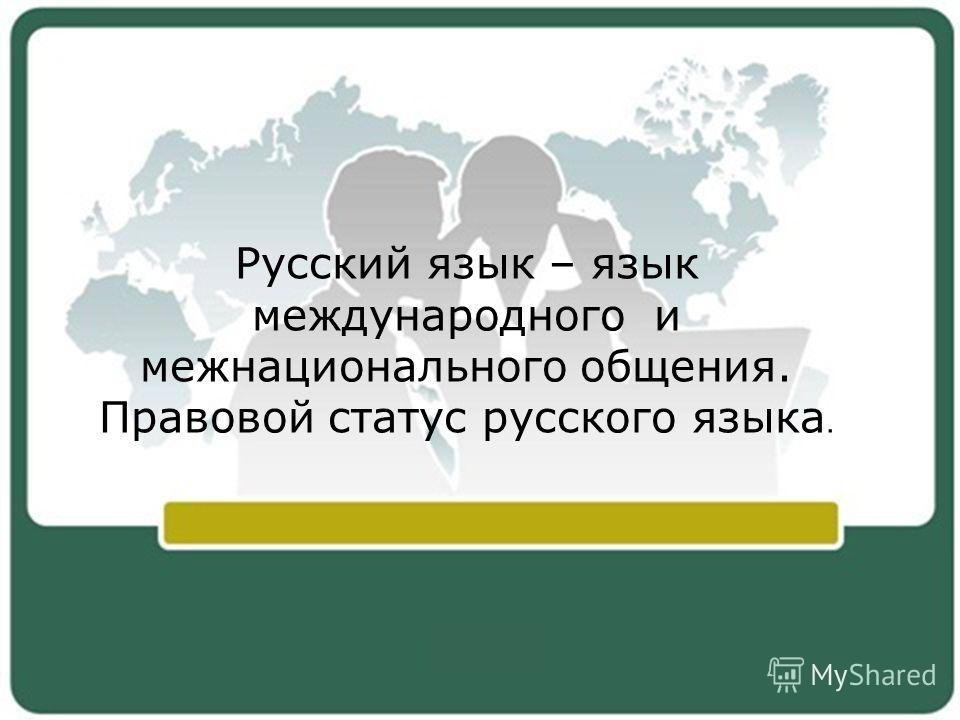 Русский язык – язык
международного и
межнационального общения.
Правовой статус русского языка.
MyShared